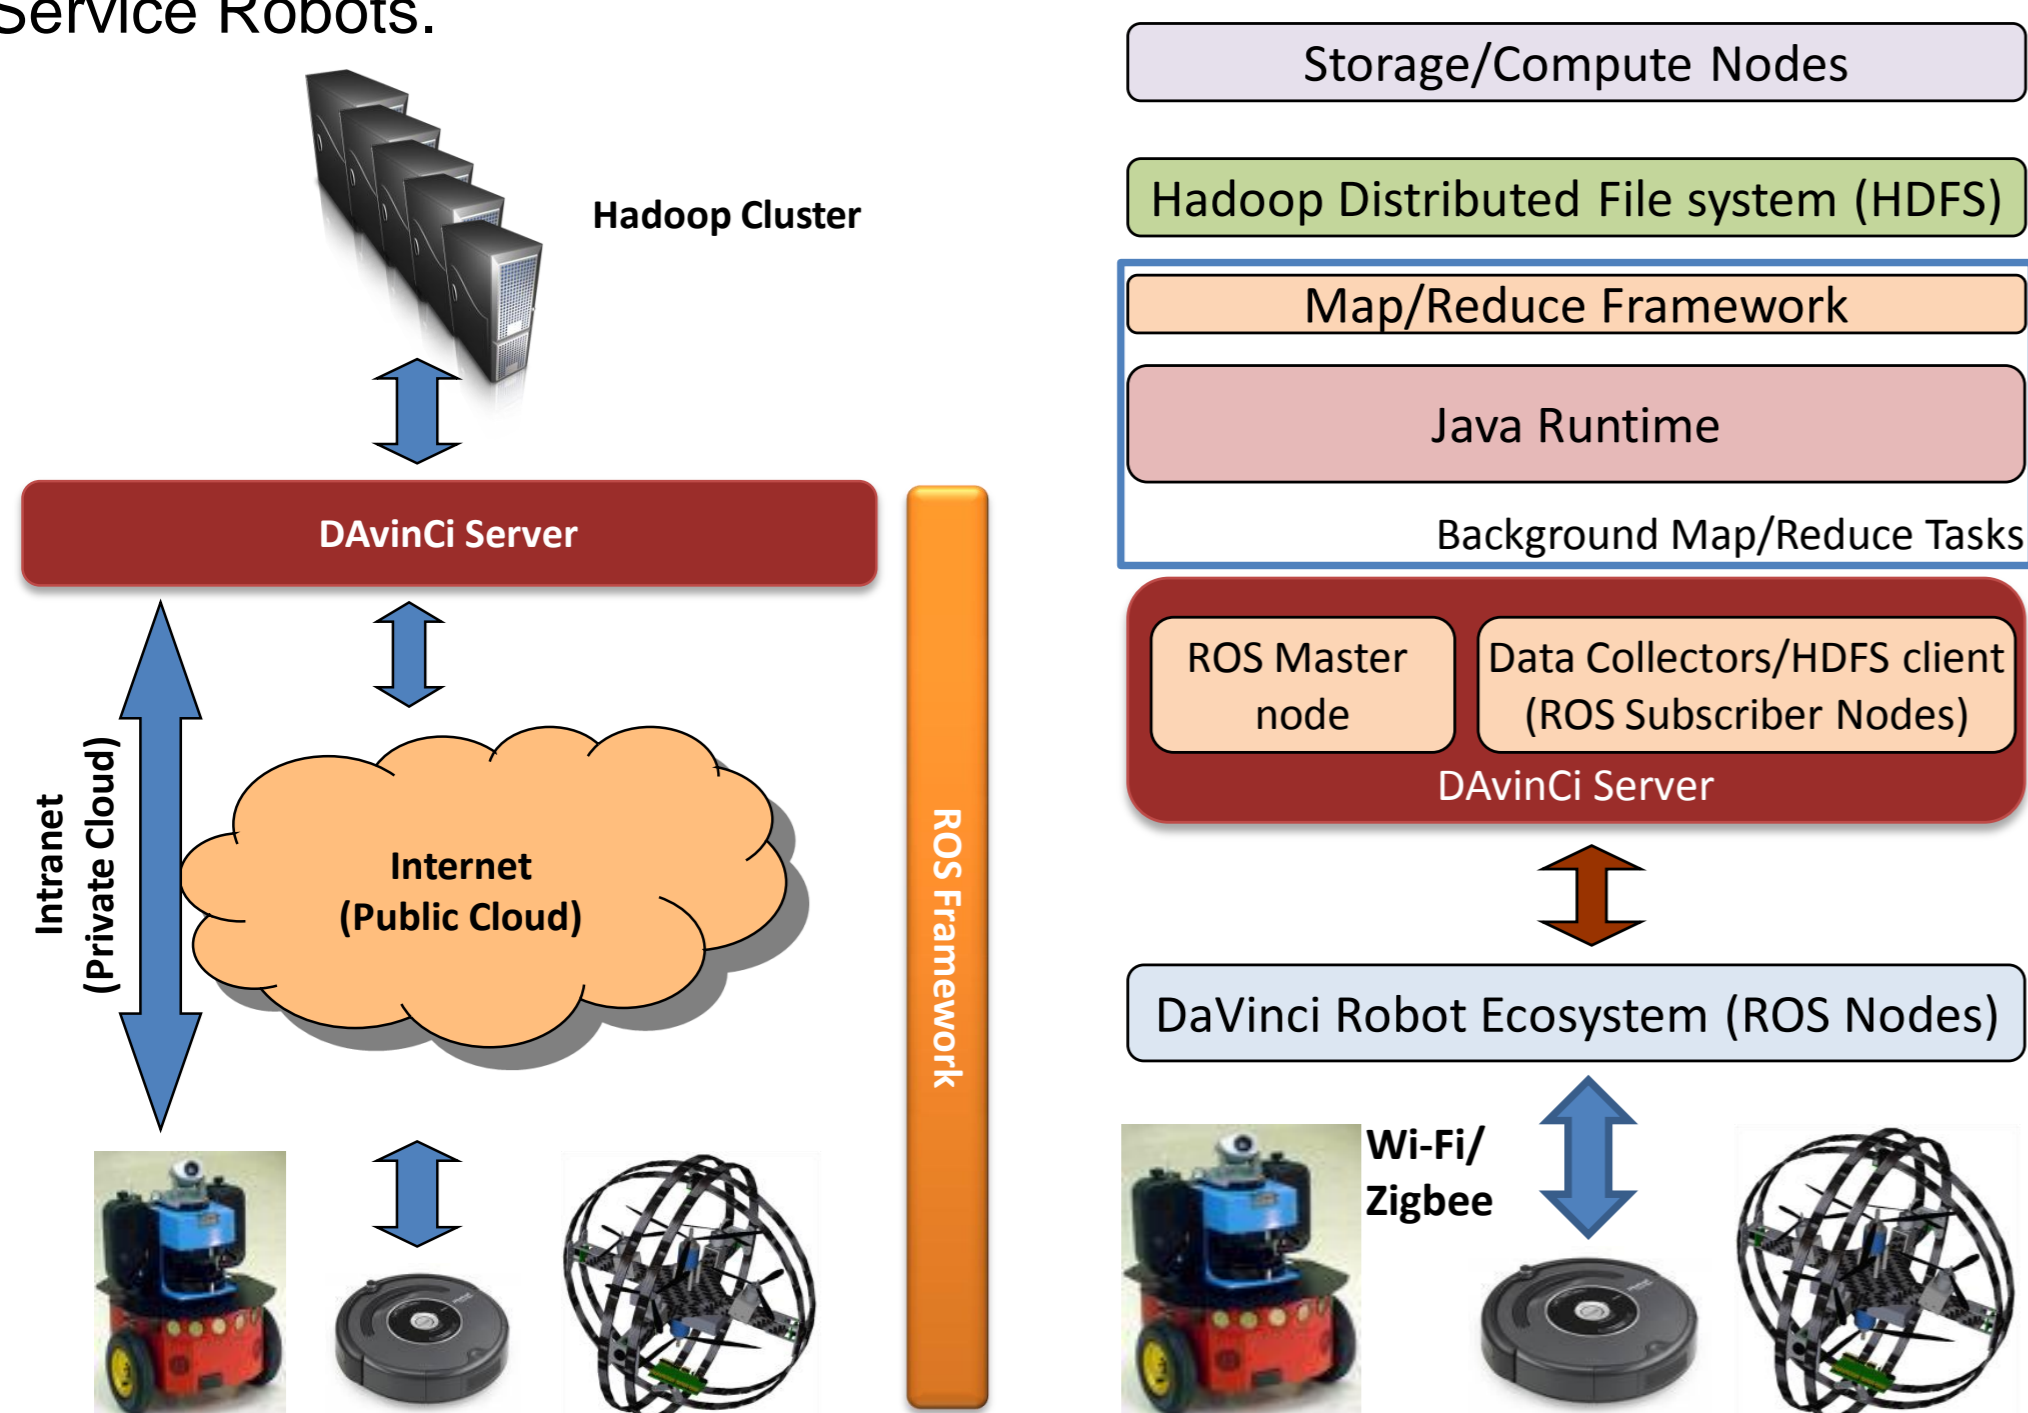 Service Robots.
Hadoop Cluster
DAvinCi Server
Intranet
(Private Cloud)
Internet
(Public Cloud)
ROS Framework
Storage/Compute Nodes
Hadoop Distributed File system (HDFS)
Map/Reduce Framework
Java Runtime
Background Map/Reduce Tasks
ROS Master
node
Data Collectors/HDFS client
(ROS Subscriber Nodes)
DAvinCi Server
DaVinci Robot Ecosystem (ROS Nodes)
Wi-Fi/
Zigbee